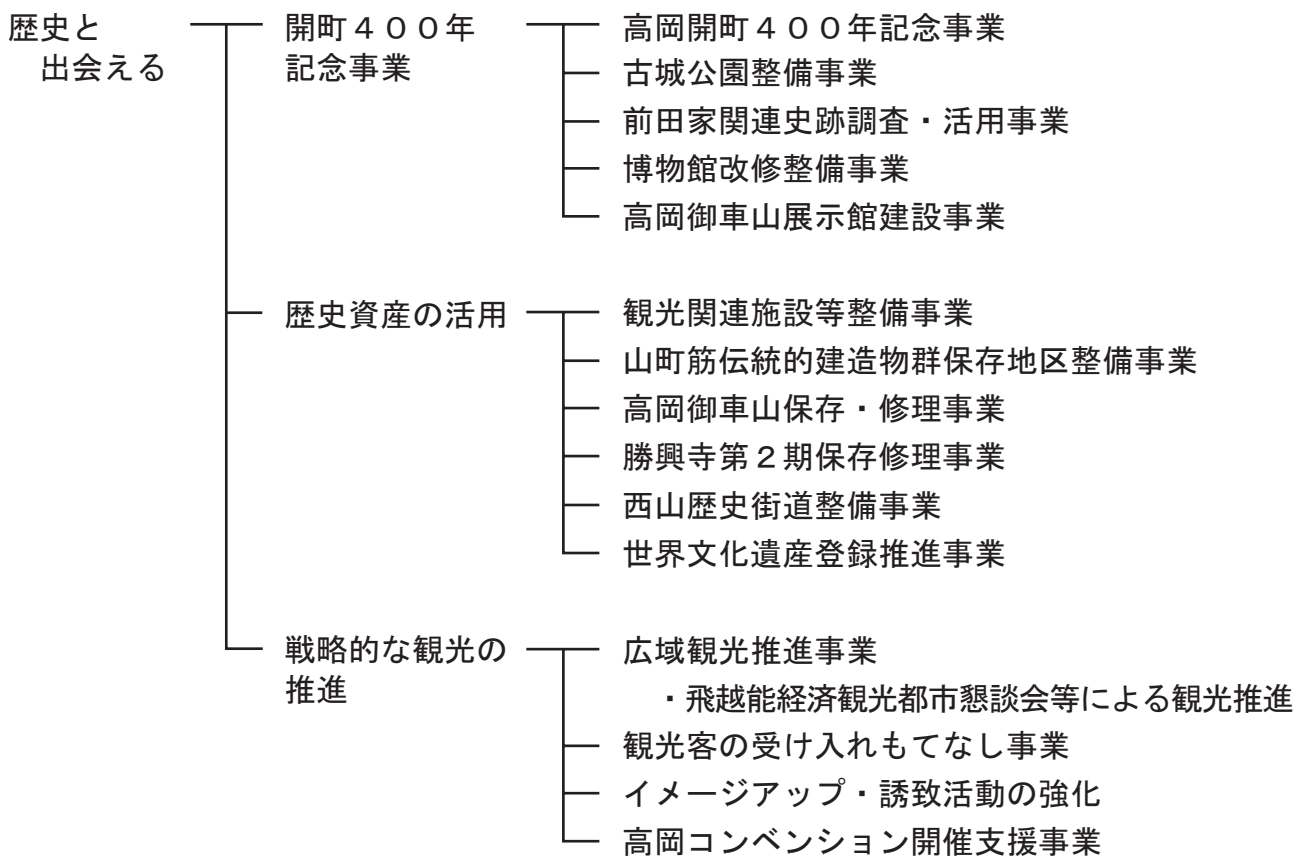 歴史と
出会える
開町４００年
記念事業
高岡開町４００年記念事業
古城公園整備事業
前田家関連史跡調査・活用事業
博物館改修整備事業
高岡御車山展示館建設事業
歴史資産の活用
観光関連施設等整備事業
山町筋伝統的建造物群保存地区整備事業
高岡御車山保存・修理事業
勝興寺第２期保存修理事業
西山歴史街道整備事業
世界文化遺産登録推進事業
戦略的な観光の
推進
広域観光推進事業
・飛越能経済観光都市懇談会等による観光推進
観光客の受け入れもてなし事業
イメージアップ・誘致活動の強化
高岡コンベンション開催支援事業